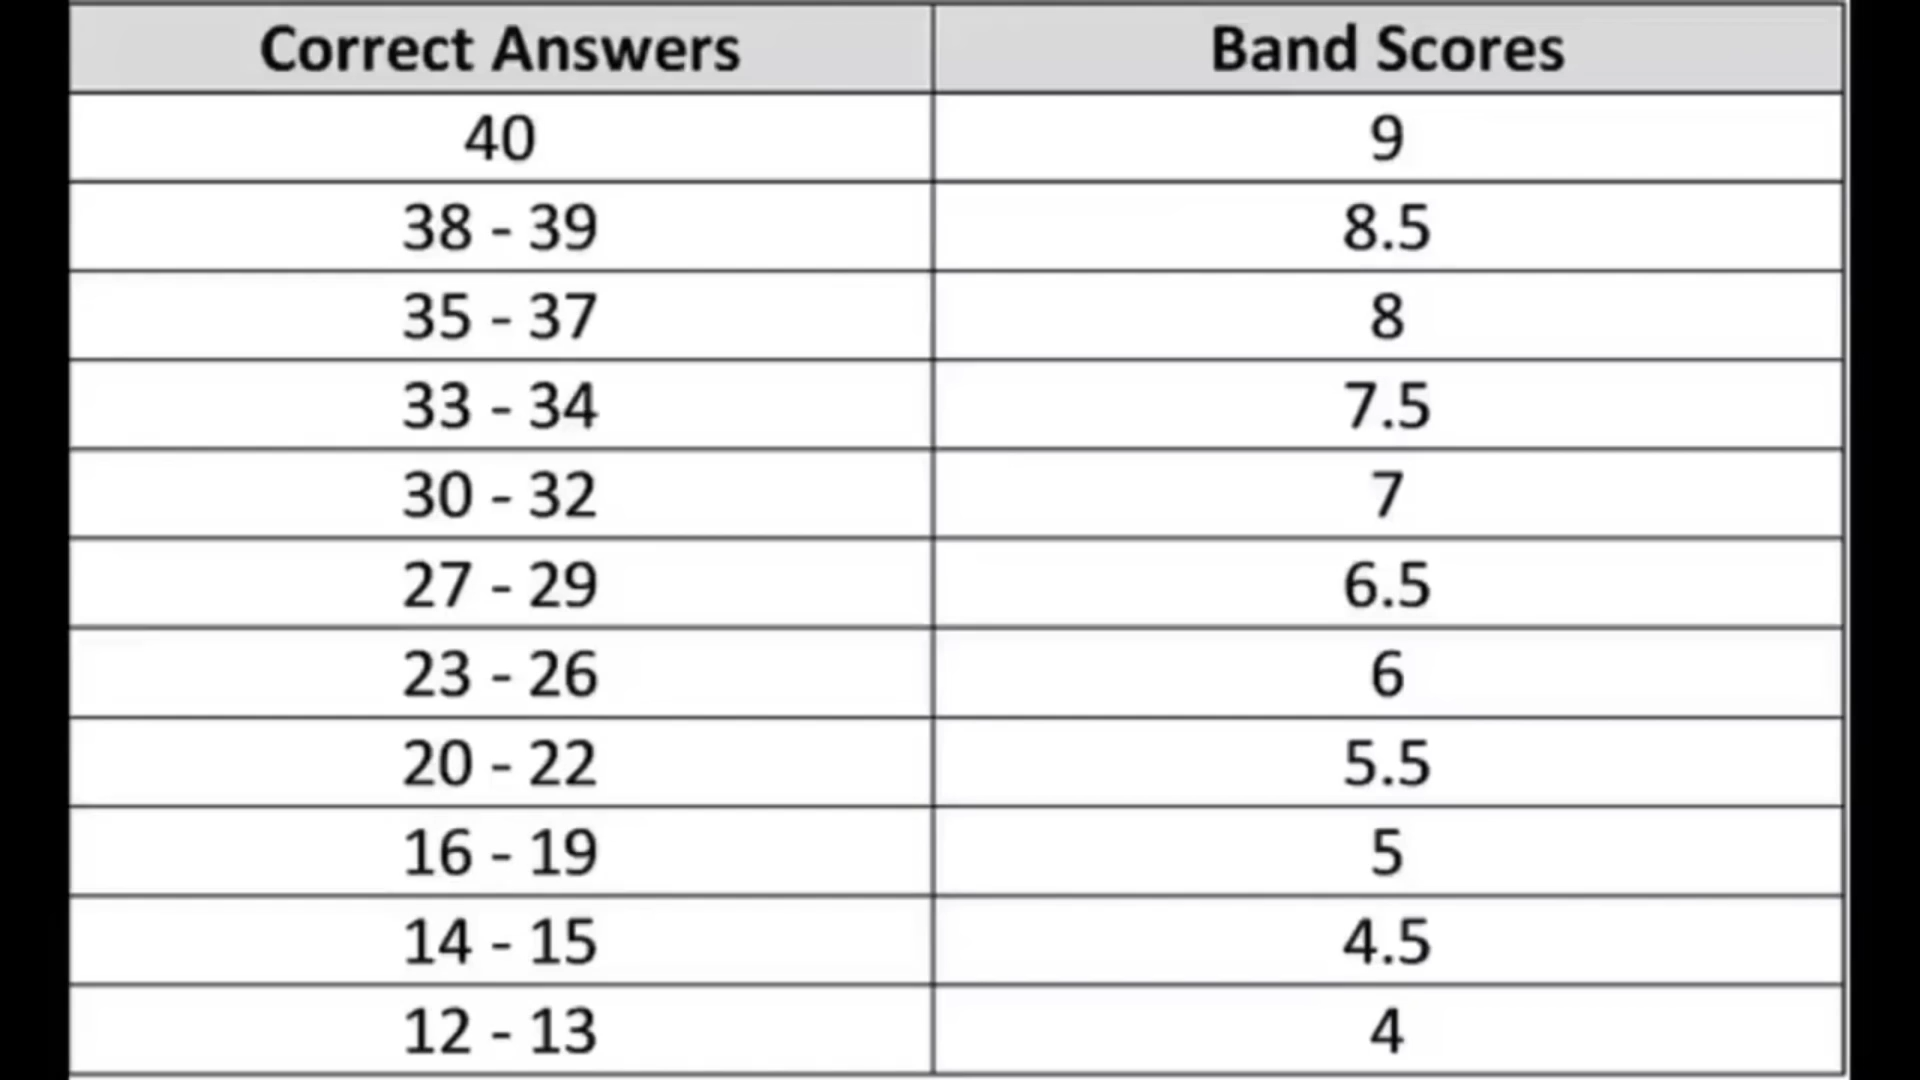 Correct Answers Band Scores
40 9
38 - 39 8.5
35 - 37 8
33 - 34 7.5
30 - 32 7
27 - 29 6.5
23 - 26 6
20 - 22 5.5
16 - 19 5
14 - 15 4.5
12 - 13 4